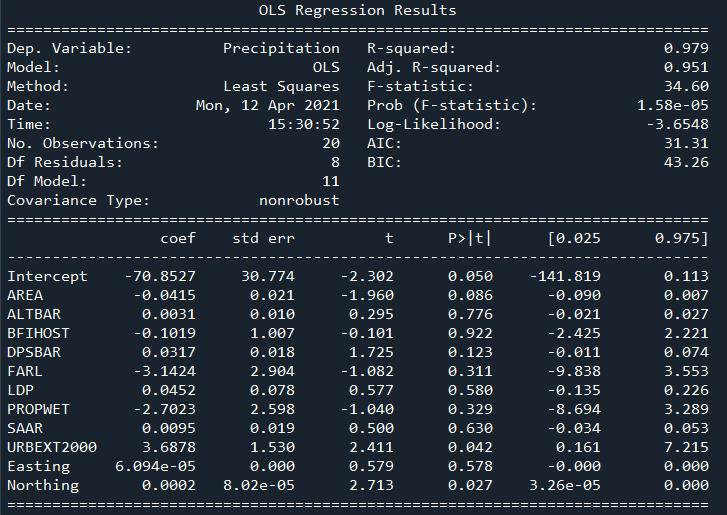 OLS Regression Results
==============================================================================
Dep. Variable:          Precipitation   R-squared:                       0.979
Model:                            OLS   Adj. R-squared:                  0.951
Method:                 Least Squares   F-statistic:                     34.60
Date:                Mon, 12 Apr 2021   Prob (F-statistic):           1.58e-05
Time:                        15:30:52   Log-Likelihood:                -3.6548
No. Observations:                  20   AIC:                             31.31
Df Residuals:                       8   BIC:                             43.26
Df Model:                          11
Covariance Type:            nonrobust
==============================================================================
                 coef    std err          t      P>|t|      [0.025      0.975]
------------------------------------------------------------------------------
Intercept    -70.8527     30.774     -2.302      0.050    -141.819       0.113
AREA          -0.0415      0.021     -1.960      0.086      -0.090       0.007
ALTBAR         0.0031      0.010      0.295      0.776      -0.021       0.027
BFIHOST       -0.1019      1.007     -0.101      0.922      -2.425       2.221
DPSBAR         0.0317      0.018      1.725      0.123      -0.011       0.074
FARL          -3.1424      2.904     -1.082      0.311      -9.838       3.553
LDP            0.0452      0.078      0.577      0.580      -0.135       0.226
PROPWET       -2.7023      2.598     -1.040      0.329      -8.694       3.289
SAAR           0.0095      0.019      0.500      0.630      -0.034       0.053
URBEXT2000     3.6878      1.530      2.411      0.042       0.161       7.215
Easting     6.094e-05      0.000      0.579      0.578      -0.000       0.000
Northing       0.0002   8.02e-05      2.713      0.027    3.26e-05       0.000
==============================================================================